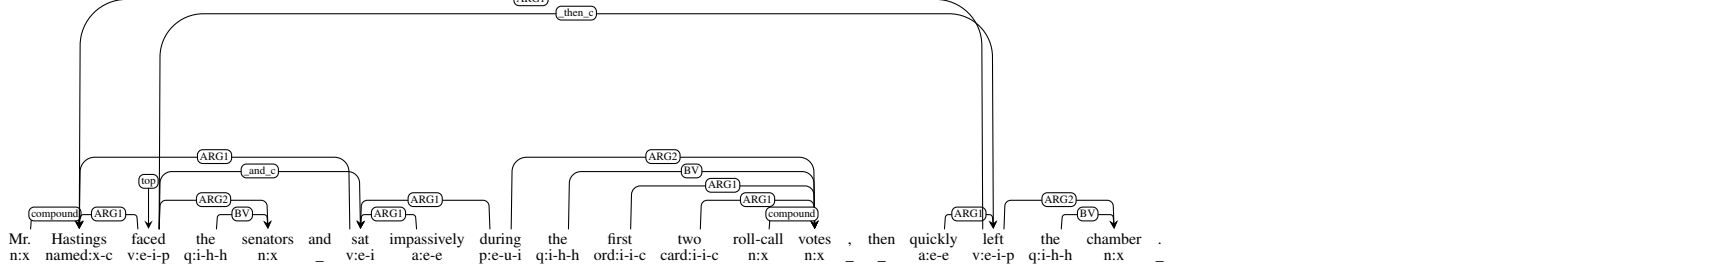 ARG1
_then_c
ARG1 ARG2
_and_c BV
top ARG1
ARG2 ARG1 ARG1 ARG2
compound ARG1 BV ARG1 compound ARG1 BV
Mr. Hastings faced the senators and sat impassively during the first two roll-call votes , then quickly left the chamber .
n:x named:x-c v:e-i-p q:i-h-h n:x _ v:e-i a:e-e p:e-u-i q:i-h-h ord:i-i-c card:i-i-c n:x n:x _ _ a:e-e v:e-i-p q:i-h-h n:x _